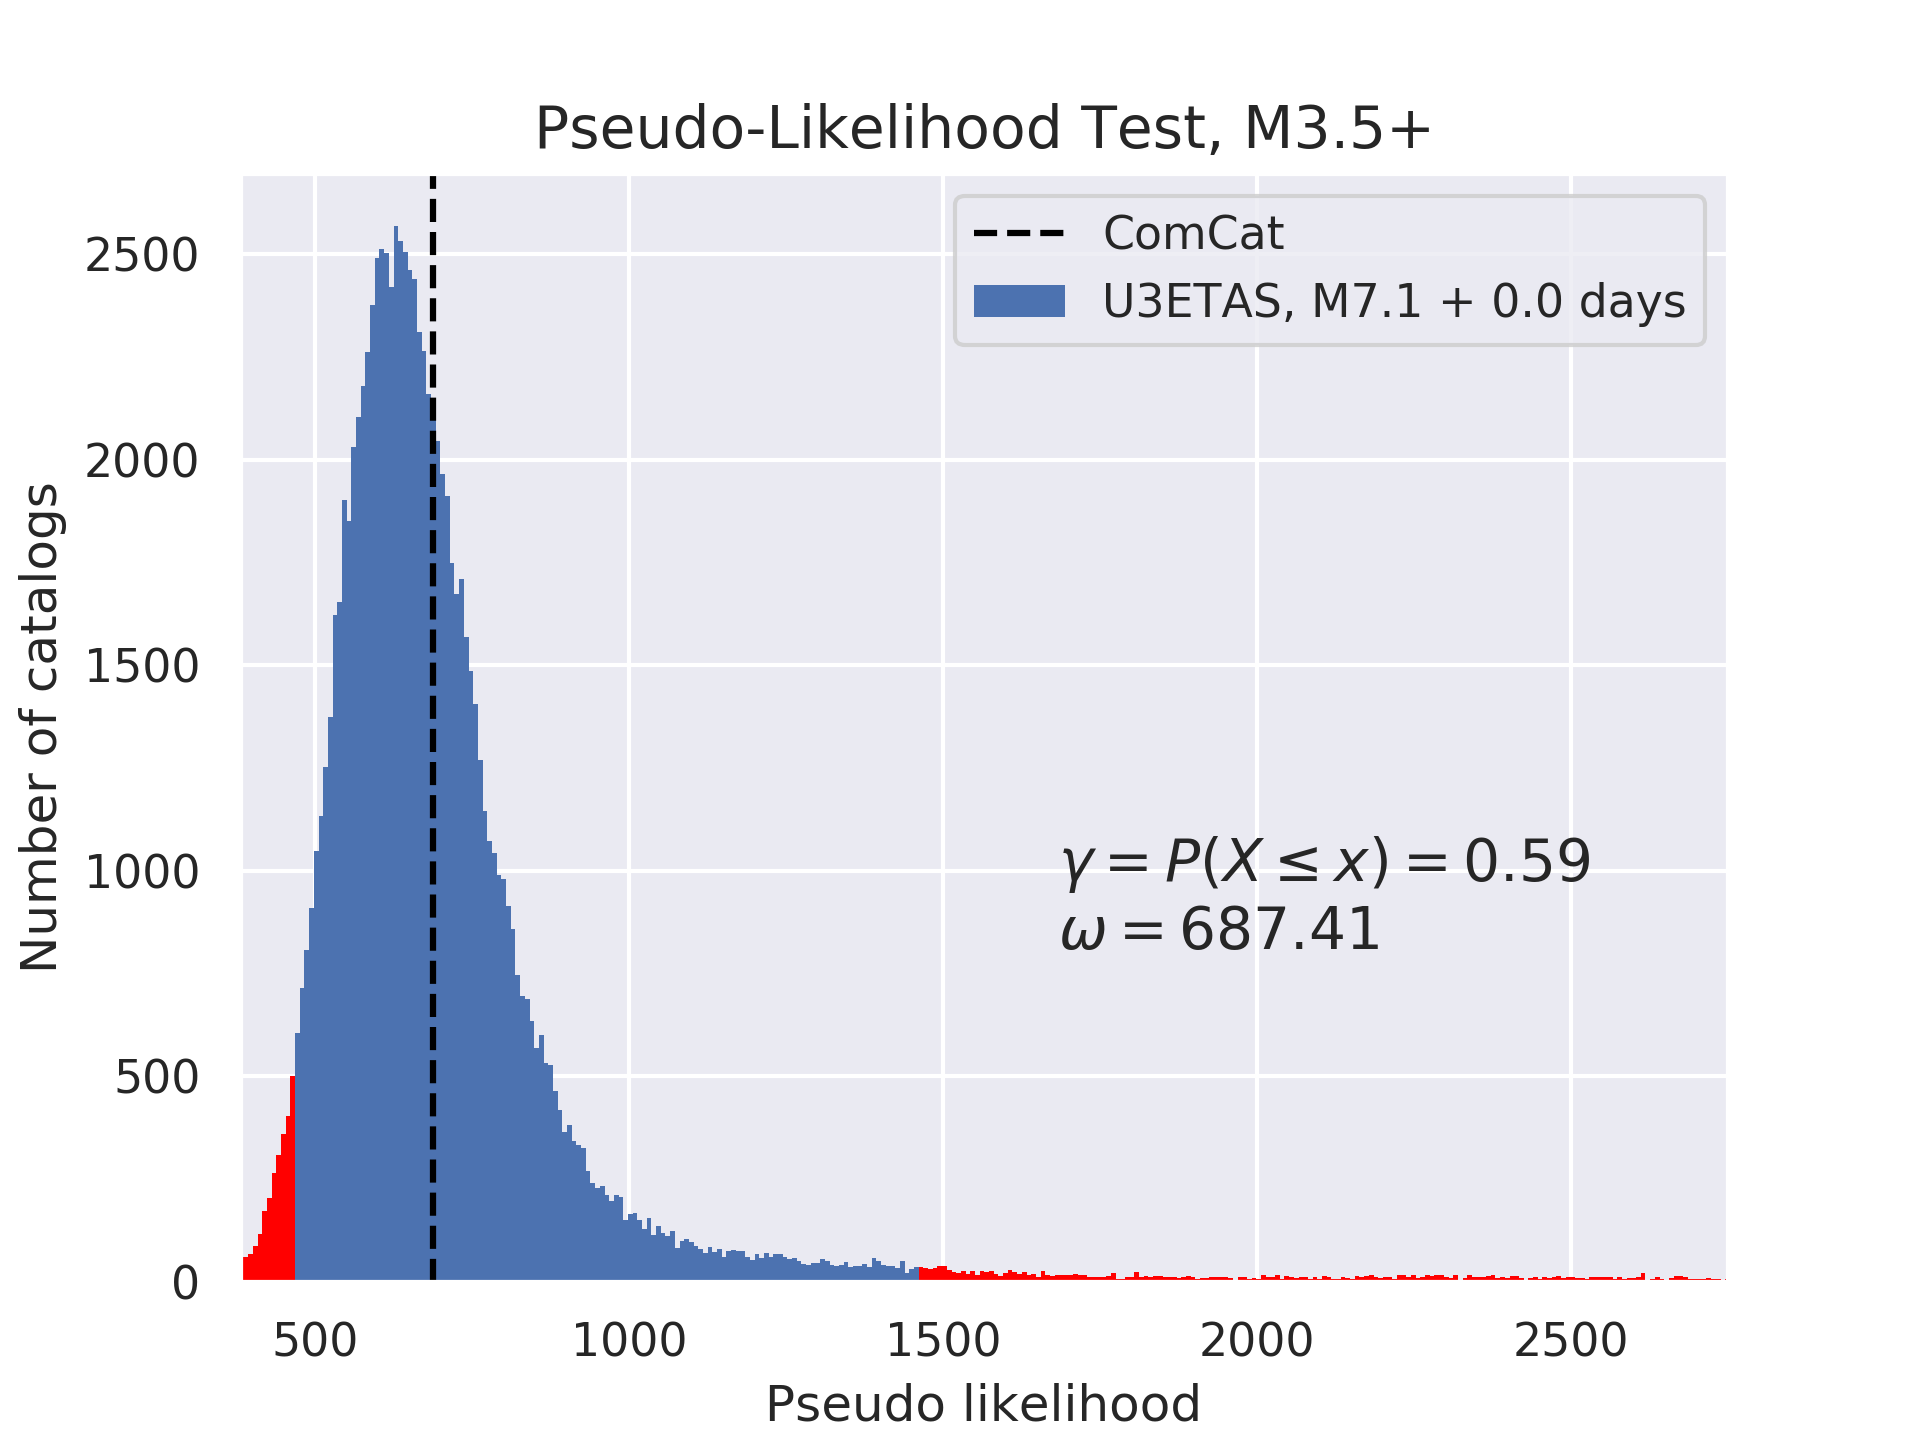 Pseudo-Likelihood Test, M3.5+
ComCat
U3ETAS, M7.1 + 0.0 days
2500
2000
1500
1000
500
0
Number of catalogs
γ = P(X ≤ x) = 0.59
ω = 687.41
500 1000 1500 2000 2500
Pseudo likelihood